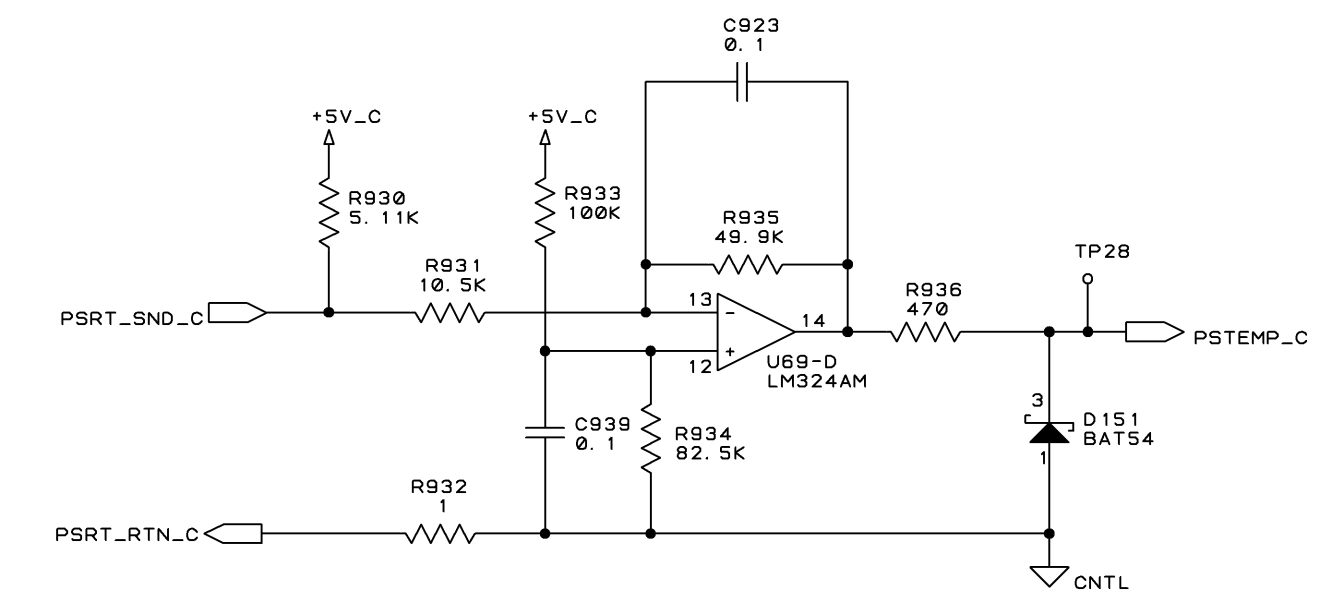 C923
0.1
+5V_C
+5V_C
R930
5.11K
R933
100K
R935
49.9K
R931
10.5K
TP28
R936
470
PSRT_SND_C
13
-
14
+
12
U69-D
LM324AM
PSTEMP_C
3
D151
BAT54
1
C939
0.1
R934
82.5K
R932
1
PSRT_RTN_C
CNTL